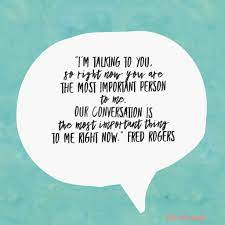 "I'M TALKING TO YOU,
so right now you are
THE MOST IMPORTANT PERSON
to me.
OUR CONVERSATION IS
the most important thing
TO ME RIGHT NOW." FRED ROGERS